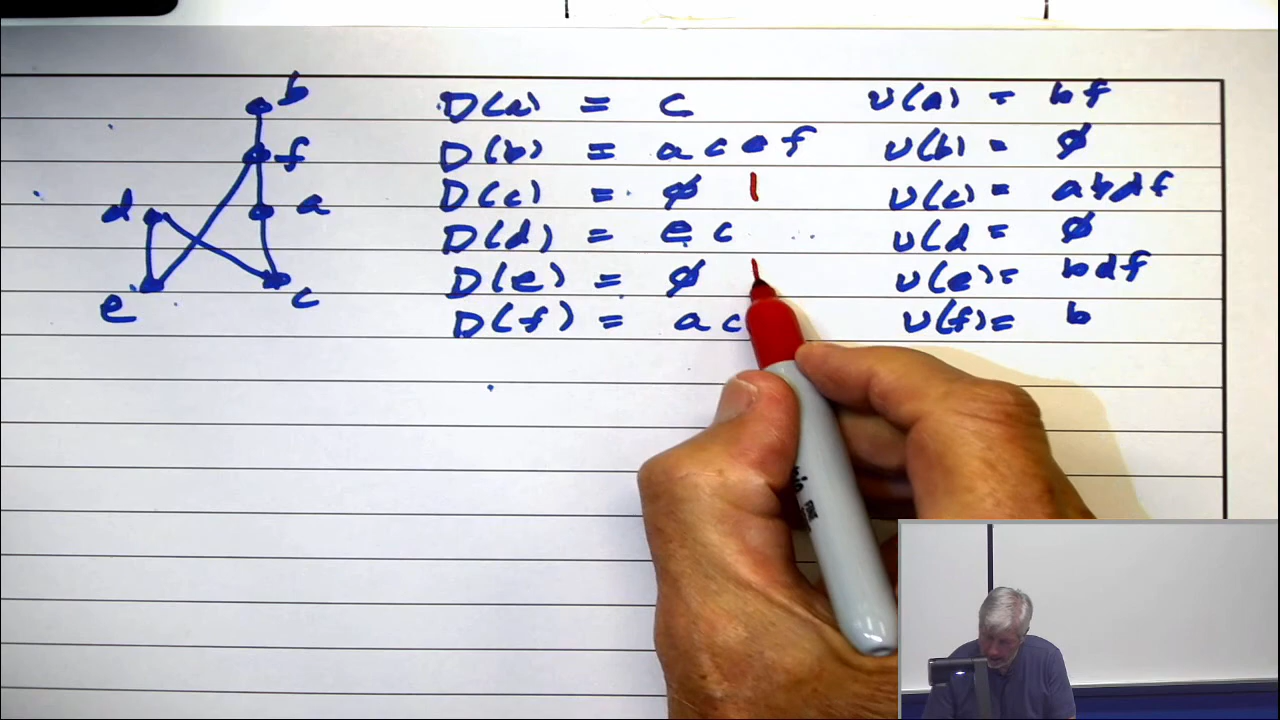 b
f
d
a
e
c
D(a) = c
D(b) = a c e f
D(c) = ∅ 1
D(d) = e c
D(e) = ∅ 1
D(f) = a c
U(a) = b f
U(b) = ∅
U(c) = a b d f
U(d = ∅
U(e) = b d f
U(f) = b